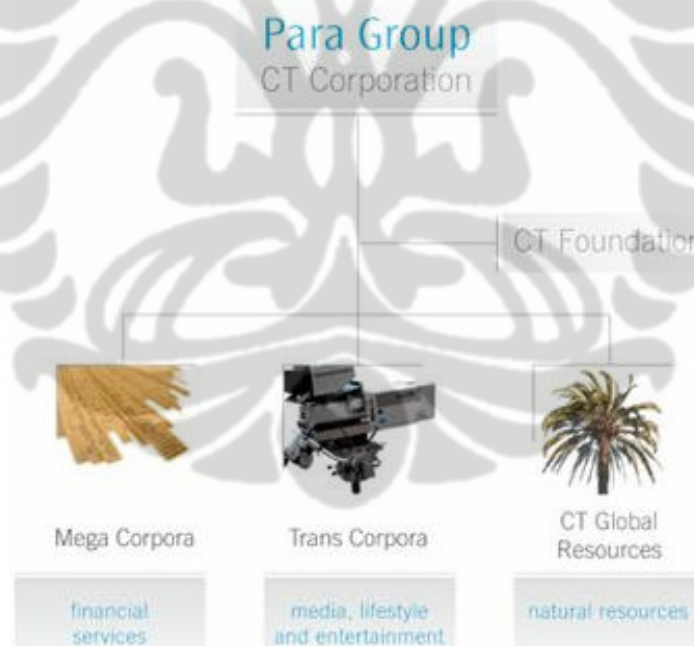 Para Group
CT Corporation
CT Foundation
Mega Corpora
Trans Corpora
CT Global
Resources
financial
services
media, lifestyle
and entertainment
natural resources